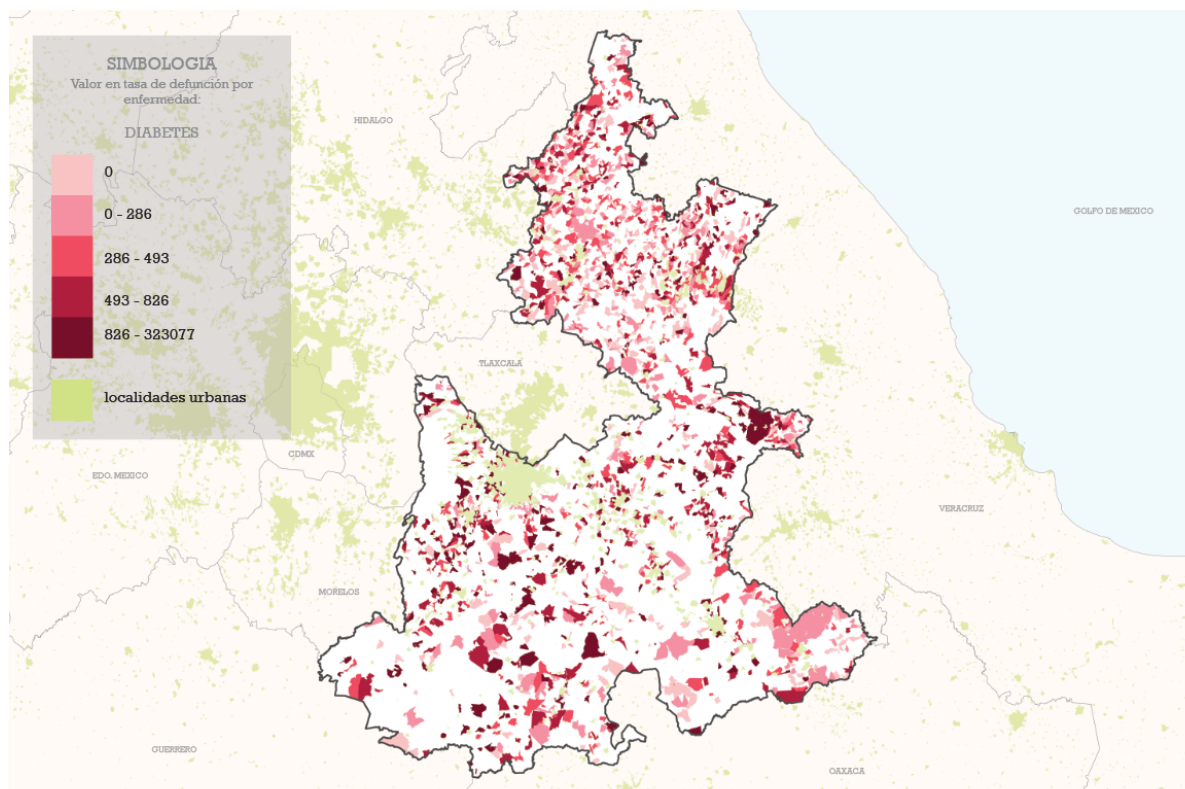 SIMBOLOGIA
Valor en tasa de defunción por
enfermedad:
DIABETES
0
0 - 286
286 - 493
493 - 826
826 - 323077
localidades urbanas
HIDALGO
GOLFO DE MEXICO
TLAXCALA
CDMX
EDO. MEXICO
VERACRUZ
MORELOS
GUERRERO
OAXACA